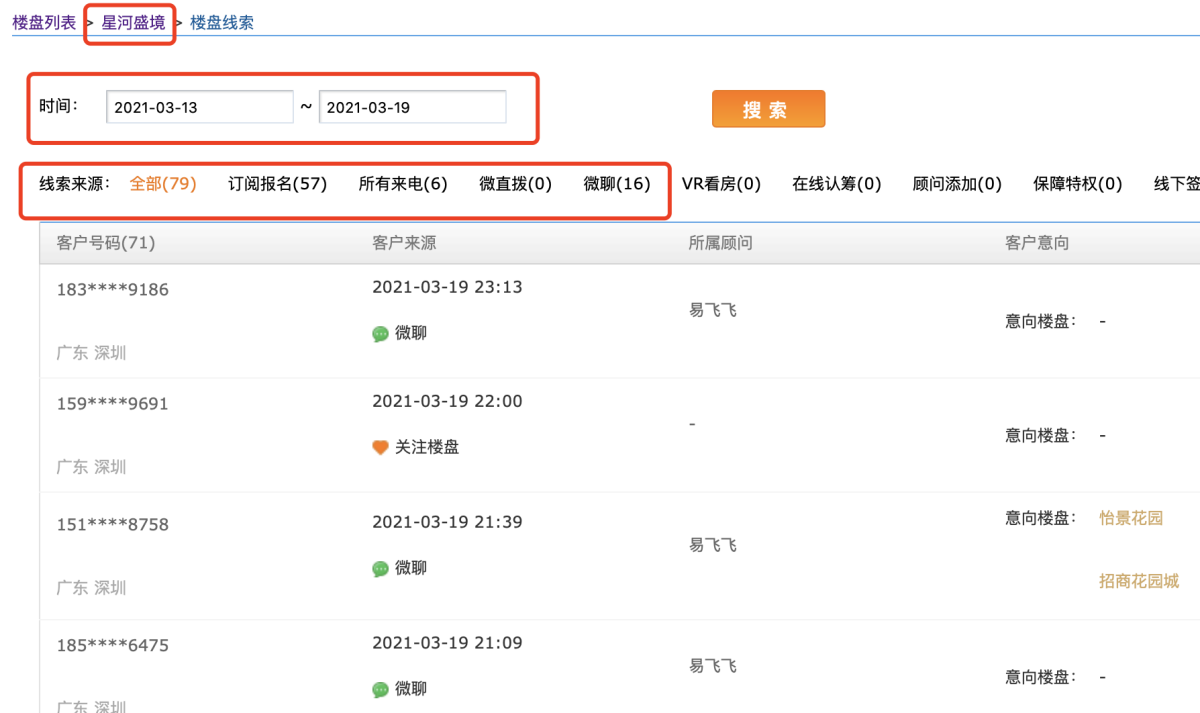 楼盘列表 > 星河盛境 > 楼盘线索
时间： 2021-03-13 ~ 2021-03-19 搜 索
线索来源： 全部(79) 订阅报名(57) 所有来电(6) 微直拨(0) 微聊(16) VR看房(0) 在线认筹(0) 顾问添加(0) 保障特权(0) 线下签
客户号码(71) 客户来源 所属顾问 客户意向
183****9186 2021-03-19 23:13
易飞飞
意向楼盘： -
微聊
广东 深圳
159****9691 2021-03-19 22:00
-
意向楼盘： -
关注楼盘
广东 深圳
151****8758 2021-03-19 21:39
意向楼盘： 怡景花园
易飞飞
微聊
招商花园城
广东 深圳
185****6475 2021-03-19 21:09
易飞飞
意向楼盘： -
微聊
广东 深圳